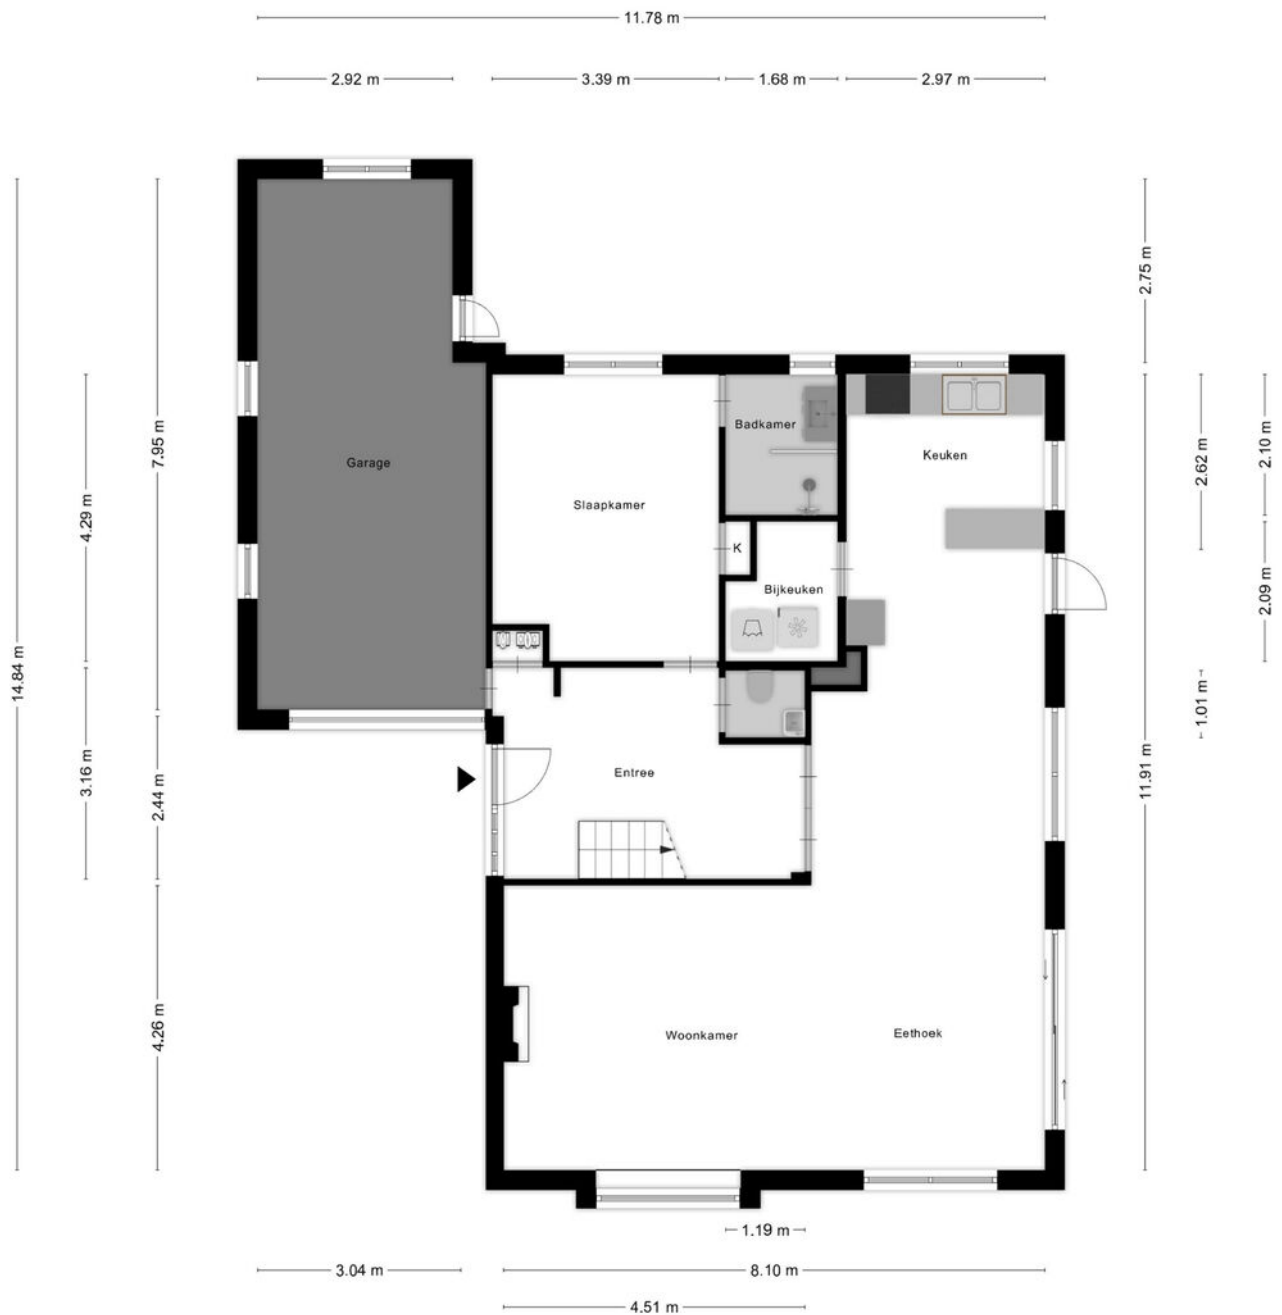 11.78 m
2.92 m
3.39 m
1.68 m
2.97 m
2.75 m
Badkamer
Keuken
Garage
Slaapkamer
K
Bijkeuken
7.95 m
4.29 m
2.62 m
2.10 m
2.09 m
14.84 m
1.01 m
11.91 m
3.16 m
2.44 m
Entree
4.26 m
Woonkamer
Eethoek
1.19 m
3.04 m
8.10 m
4.51 m